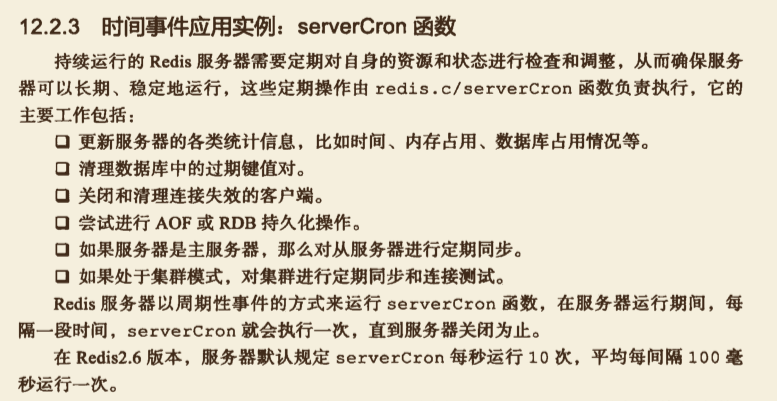 12.2.3 时间事件应用实例：serverCron 函数
持续运行的 Redis 服务器需要定期对自身的资源和状态进行检查和调整，从而确保服务
器可以长期、稳定地运行，这些定期操作由 redis.c/serverCron 函数负责执行，它的
主要工作包括：
❑ 更新服务器的各类统计信息，比如时间、内存占用、数据库占用情况等。
❑ 清理数据库中的过期键值对。
❑ 关闭和清理连接失效的客户端。
❑ 尝试进行 AOF 或 RDB 持久化操作。
❑ 如果服务器是主服务器，那么对从服务器进行定期同步。
❑ 如果处于集群模式，对集群进行定期同步和连接测试。
Redis 服务器以周期性事件的方式来运行 serverCron 函数，在服务器运行期间，每
隔一段时间，serverCron 就会执行一次，直到服务器关闭为止。
在 Redis2.6 版本，服务器默认规定 serverCron 每秒运行 10 次，平均每间隔 100 毫
秒运行一次。